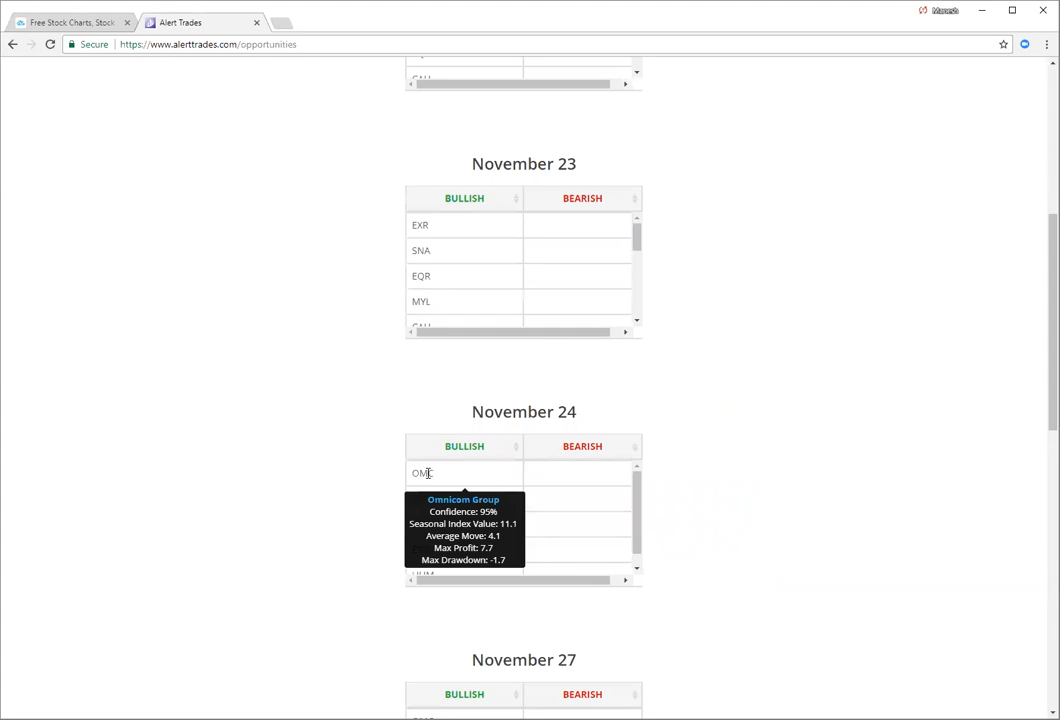 Free Stock Charts, Stock
Alert Trades
Manesh
Secure
https://www.alerttrades.com/opportunities
November 23
BULLISH BEARISH
EXR
SNA
EQR
MYL
November 24
BULLISH BEARISH
OMC
Omnicom Group
Confidence: 95%
Seasonal Index Value: 11.1
Average Move: 4.1
Max Profit: 7.7
Max Drawdown: -1.7
November 27
BULLISH BEARISH